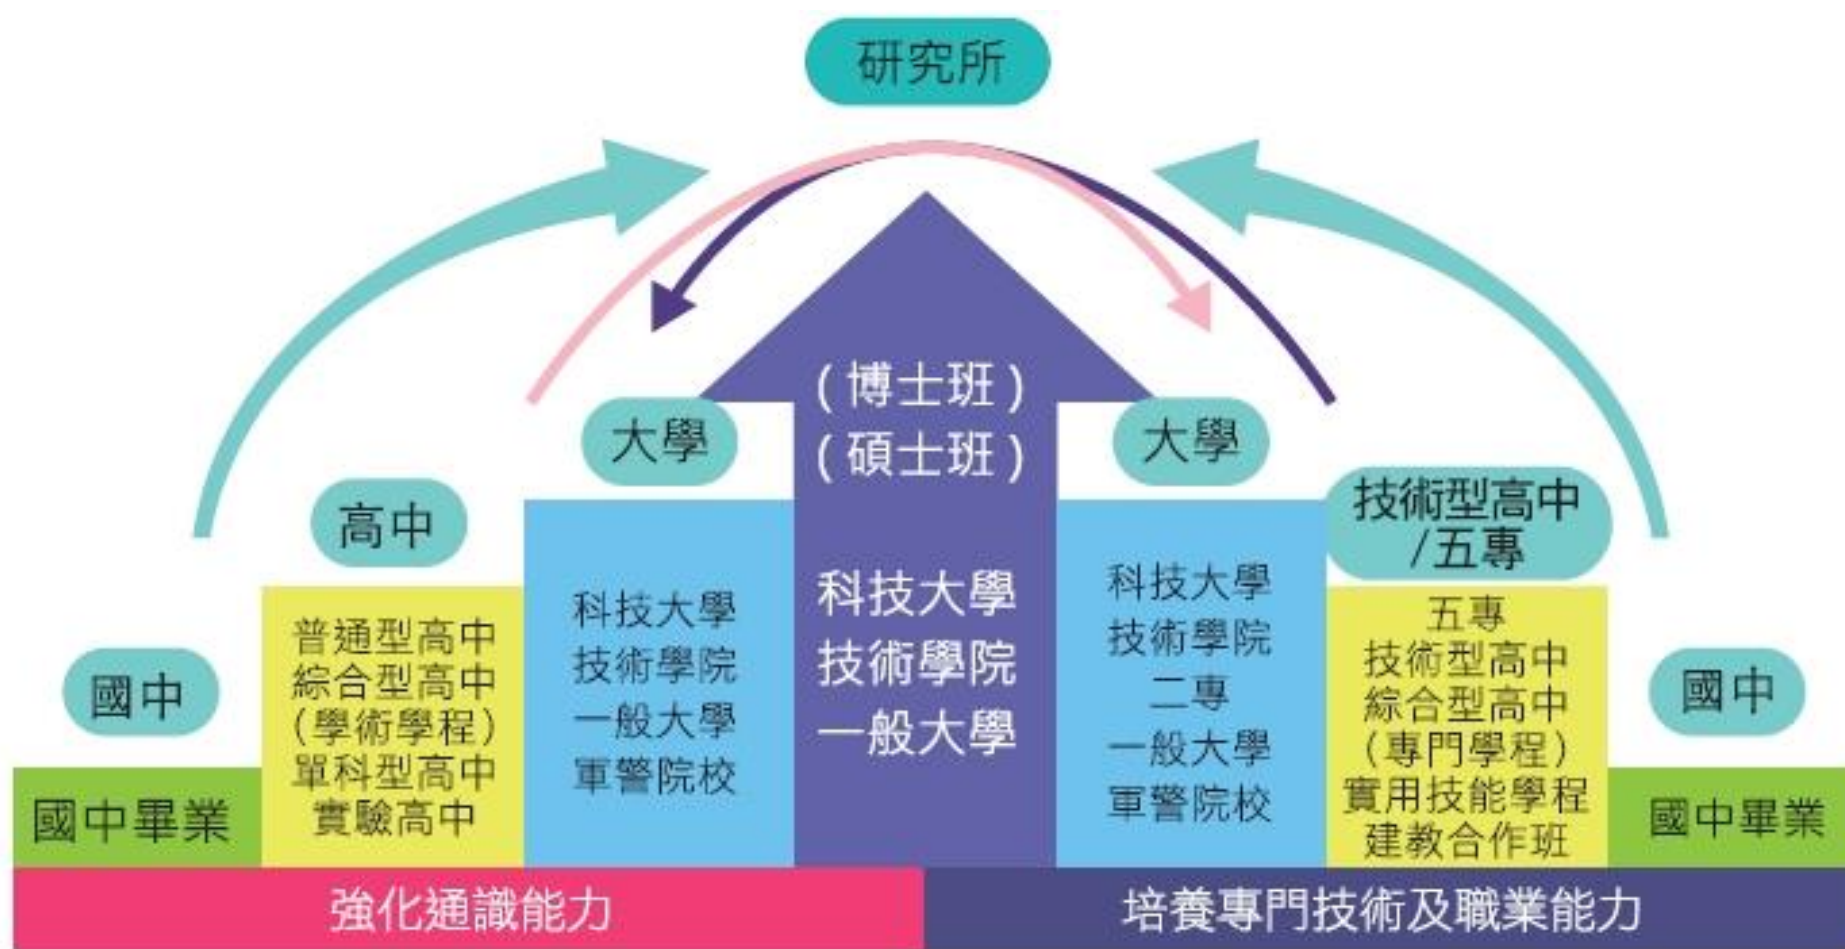 研究所
大學
高中
國中
國中畢業
普通型高中
綜合型高中
(學術學程)
單科型高中
實驗高中
科技大學
技術學院
一般大學
軍警院校
(博士班)
(碩士班)
科技大學
技術學院
一般大學
大學
科技大學
技術學院
二專
一般大學
軍警院校
技術型高中
/五專
五專
技術型高中
綜合型高中
(專門學程)
實用技能學程
建教合作班
國中
國中畢業
強化通識能力
培養專門技術及職業能力